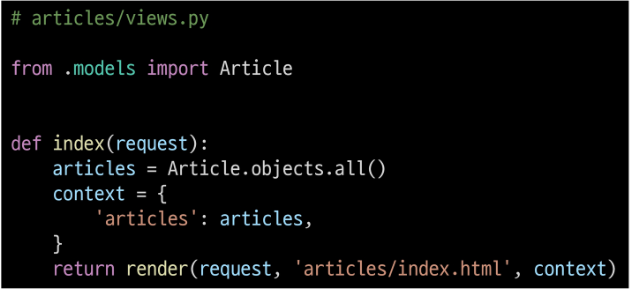 # articles/views.py
from .models import Article
def index(request):
    articles = Article.objects.all()
    context = {
        'articles': articles,
    }
    return render(request, 'articles/index.html', context)